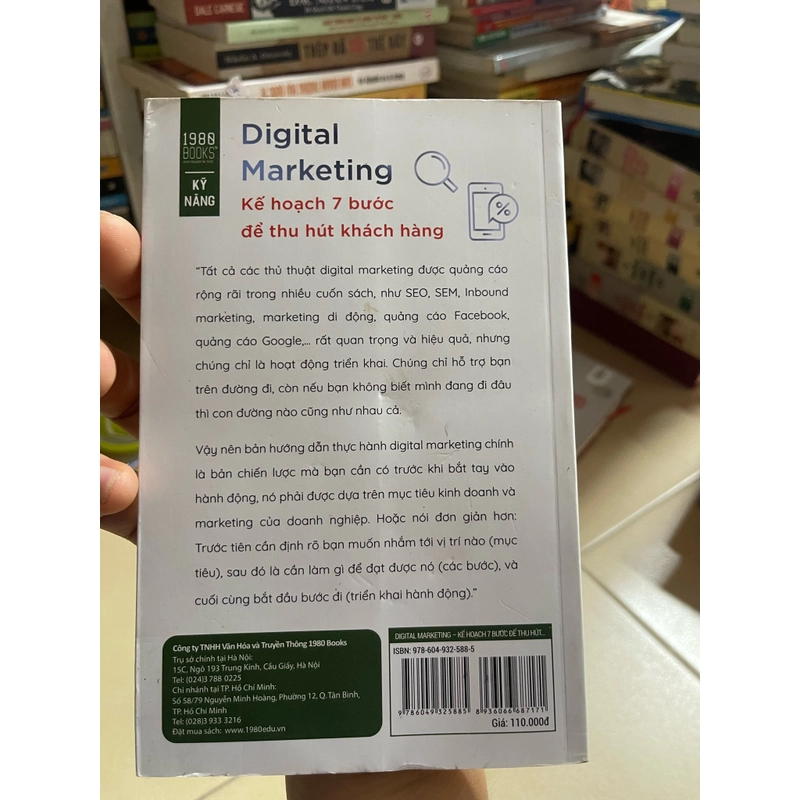 DALE CARNEGIE
1980
BOOKS
KỸ
NĂNG
Digital
Marketing
Kế hoạch 7 bước
để thu hút khách hàng
%
"Tất cả các thủ thuật digital marketing được quảng cáo
rộng rãi trong nhiều cuốn sách, như SEO, SEM, Inbound
marketing, marketing di động, quảng cáo Facebook,
quảng cáo Google,... rất quan trọng và hiệu quả, nhưng
chúng chỉ là hoạt động triển khai. Chúng chỉ hỗ trợ bạn
trên đường đi, còn nếu bạn không biết mình đang đi đâu
thì con đường nào cũng như nhau cả.
Vậy nên bản hướng dẫn thực hành digital marketing chính
là bản chiến lược mà bạn cần có trước khi bắt tay vào
hành động, nó phải được dựa trên mục tiêu kinh doanh và
marketing của doanh nghiệp. Hoặc nói đơn giản hơn:
Trước tiên cần định rõ bạn muốn nhắm tới vị trí nào (mục
tiêu), sau đó là cần làm gì để đạt được nó (các bước), và
cuối cùng bắt đầu bước đi (triển khai hành động)."
Công ty TNHH Văn Hóa và Truyền Thông 1980 Books
Trụ sở chính tại Hà Nội:
15C, Ngõ 193 Trung Kính, Cầu Giấy, Hà Nội
Tel: (024)3 788 0225
Chi nhánh tại TP. Hồ Chí Minh:
Số 58/79 Nguyễn Minh Hoàng, Phường 12, Q. Tân Bình,
TP. Hồ Chí Minh
Tel: (028)3 933 3216
Đặt mua sách: www.1980edu.vn
DIGITAL MARKETING – KẾ HOẠCH 7 BƯỚC ĐỂ THU HÚT...
ISBN: 978-604-932-588-5
9 786049 325885
8 936066 687171
Giá: 110.000đ